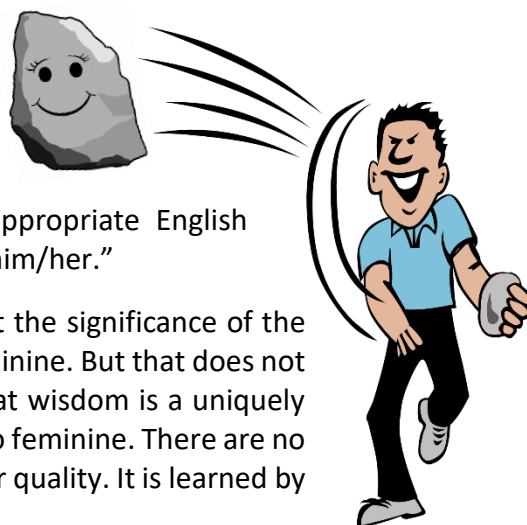 appropriate English
him/her.”
t the significance of the
inine. But that does not
at wisdom is a uniquely
o feminine. There are no
r quality. It is learned by